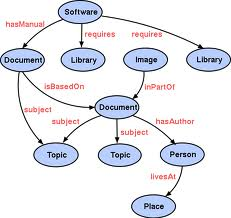 Software
hasManual
requires
requires
Document
Library
Image
Library
isBasedOn
inPartOf
subject
Document
subject
subject
hasAuthor
Topic
Topic
Person
livesAt
Place